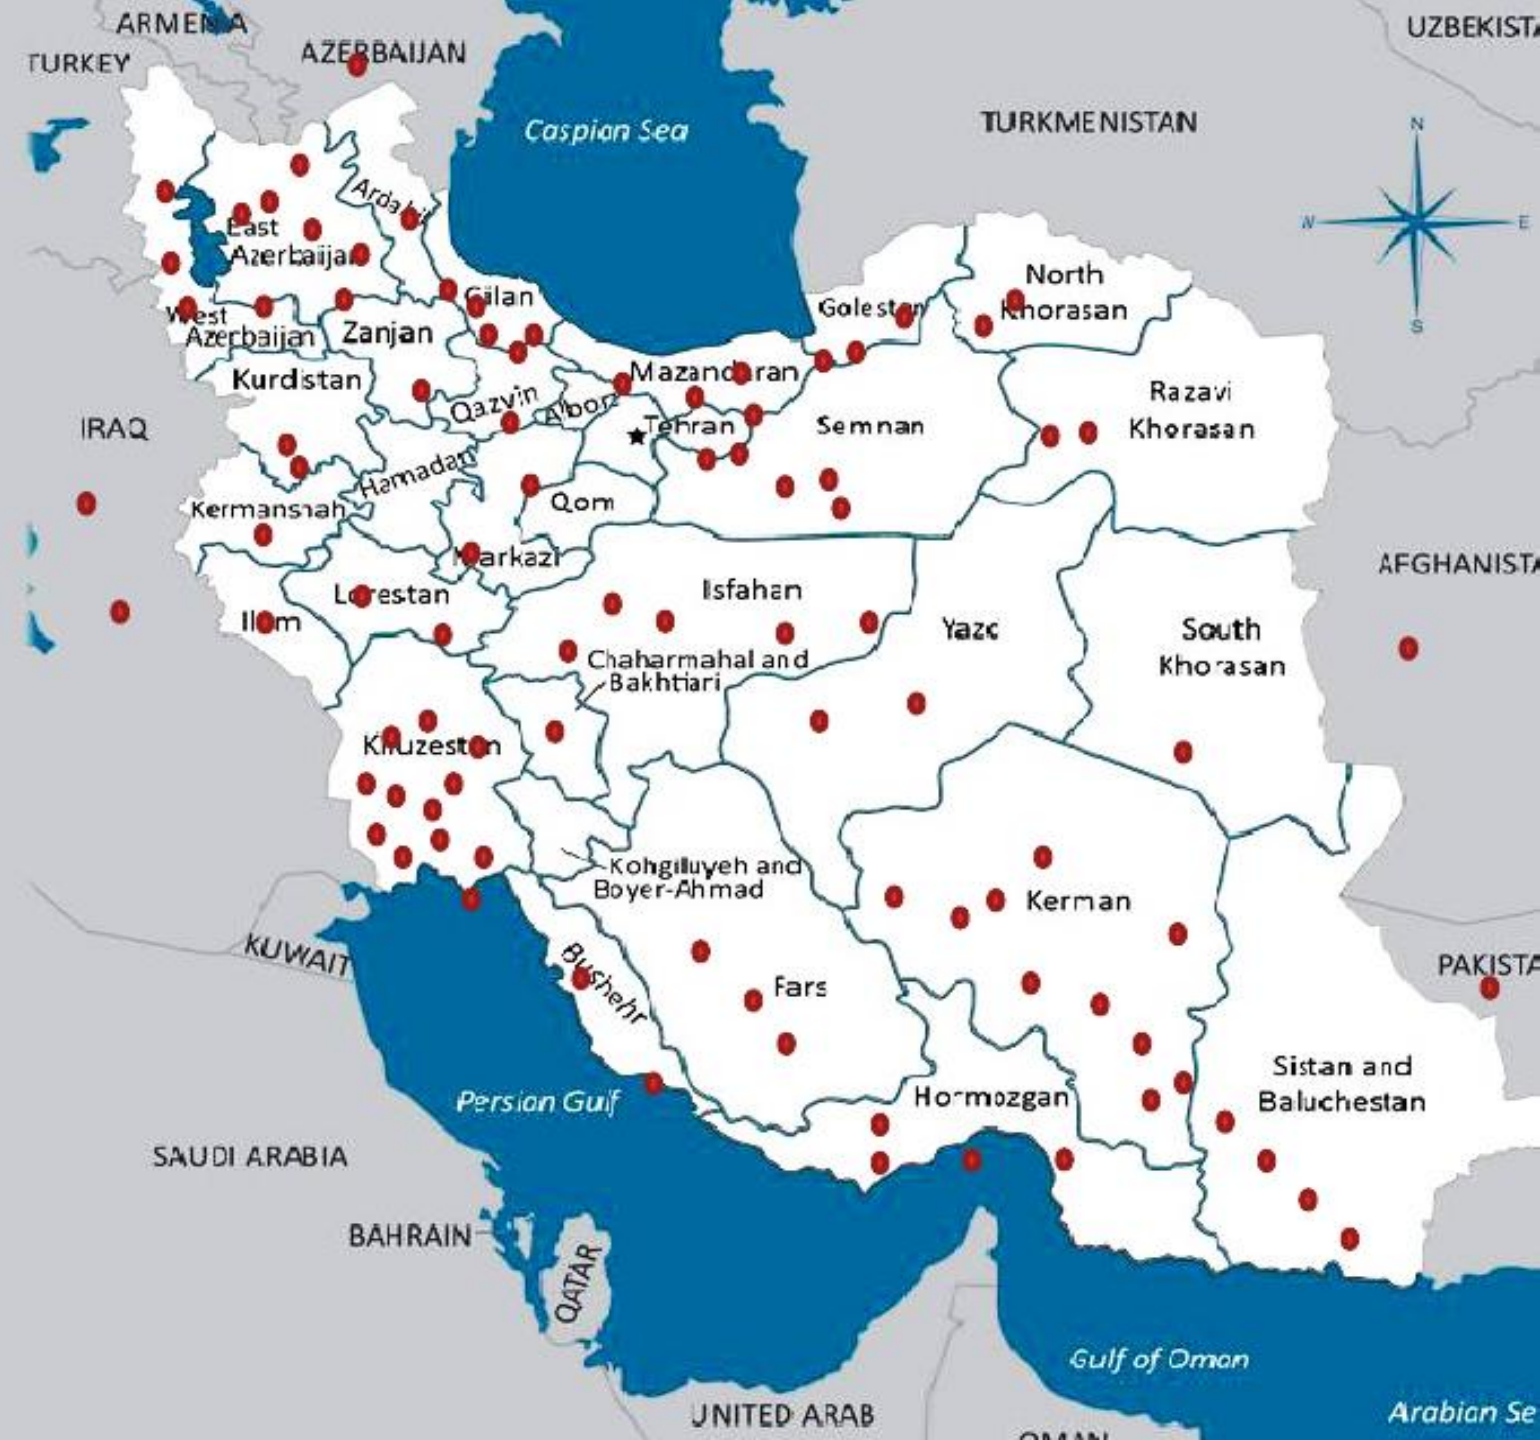 ARMENIA
UZBEKISTA
AZERBAIJAN
TURKEY
TURKMENISTAN
Caspian Sea
N
W
E
S
Ardabil
East
Azerbaijan
North
Khorasan
Gilan
Golestan
West
Azerbaijan
Zanjan
Kurdistan
Mazandaran
Razavi
Khorasan
Qazvin
Alborz
Tehran
Semnan
IRAQ
Hamadan
Kermanshah
Qom
Markazi
AFGHANISTA
Lorestan
Isfahan
Ilam
Yazc
South
Khorasan
Chaharmahal and
Bakhtiari
Khuzestan
Kohgiluyeh and
Boyer-Ahmad
Kerman
KUWAIT
Bushehr
Fars
PAKISTA
Sistan and
Baluchestan
Hormozgan
Persian Gulf
SAUDI ARABIA
BAHRAIN
QATAR
Gulf of Oman
UNITED ARAB
Arabian Se
OMAN